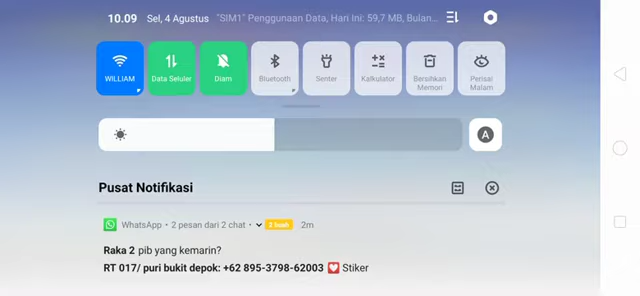 10.09 Sel, 4 Agustus "SIM1" Penggunaan Data, Hari Ini: 59,7 MB, Bulan...
WILLIAM
Data Seluler
Diam
Bluetooth
Senter
Kalkulator
Bersihkan Memori
Perisai Malam
A
Pusat Notifikasi
WhatsApp • 2 pesan dari 2 chat • 2 buah 2m
Raka 2 pib yang kemarin?
RT 017/ puri bukit depok: +62 895-3798-62003 💟 Stiker